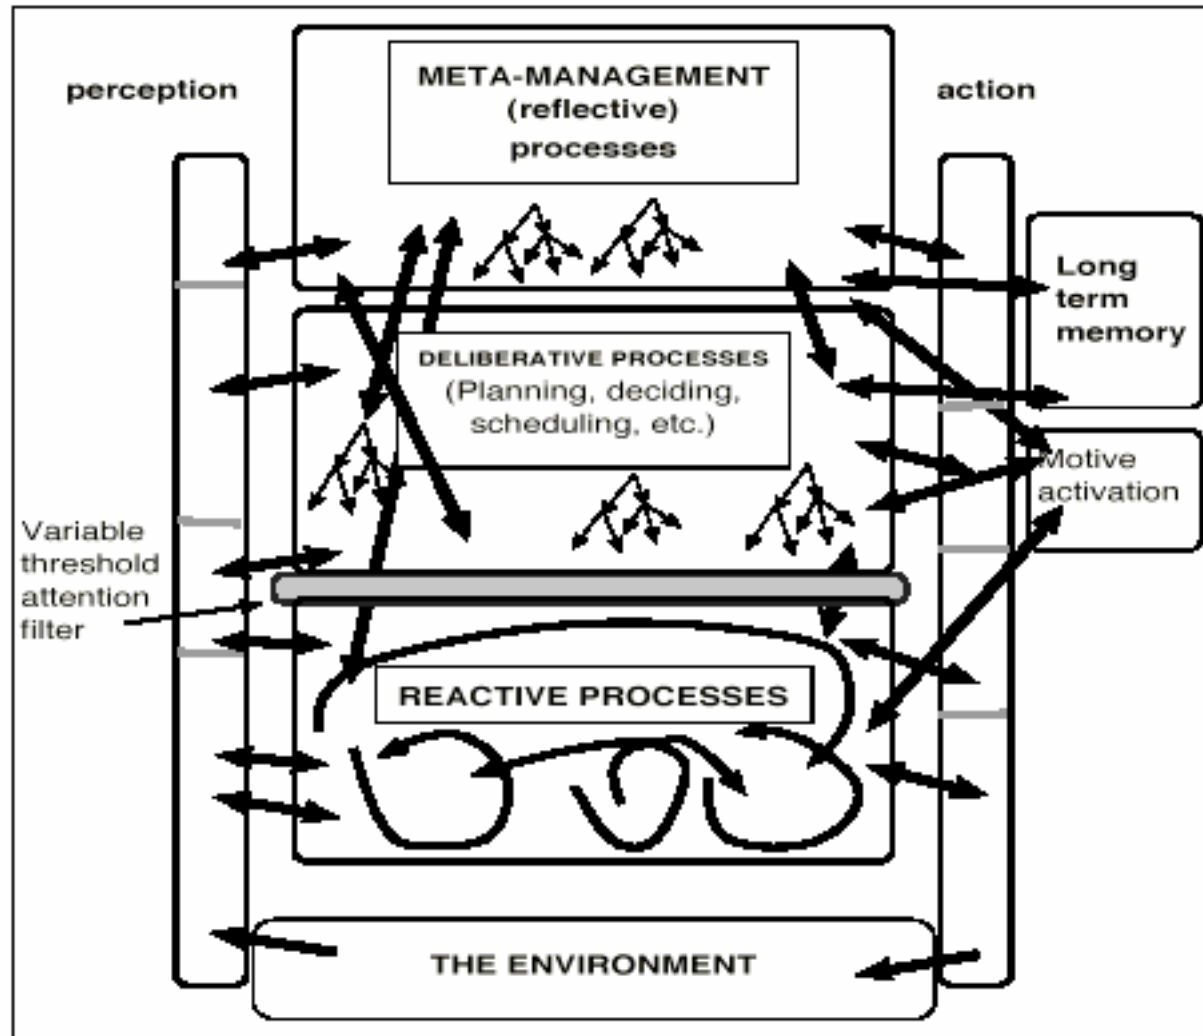 META-MANAGEMENT
(reflective)
processes
perception
action
Long
term
memory
DELIBERATIVE PROCESSES
(Planning, deciding,
scheduling, etc.)
Motive
activation
Variable
threshold
attention
filter
REACTIVE PROCESSES
THE ENVIRONMENT